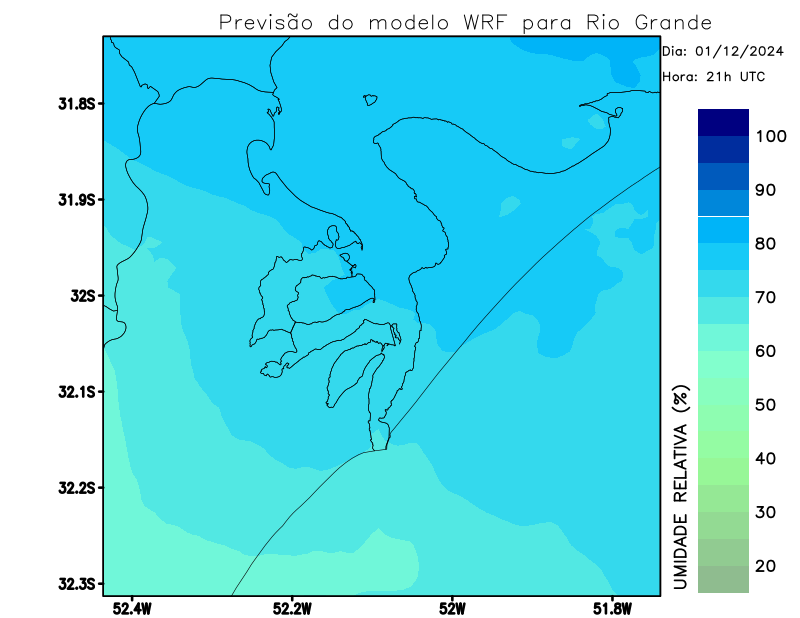 Previsão do modelo WRF para Rio Grande
Dia: 01/12/2024
Hora: 21h UTC
31.8S
31.9S
32S
32.1S
32.2S
32.3S
52.4W
52.2W
52W
51.8W
100
90
80
70
60
50
40
30
20
UMIDADE RELATIVA (%)